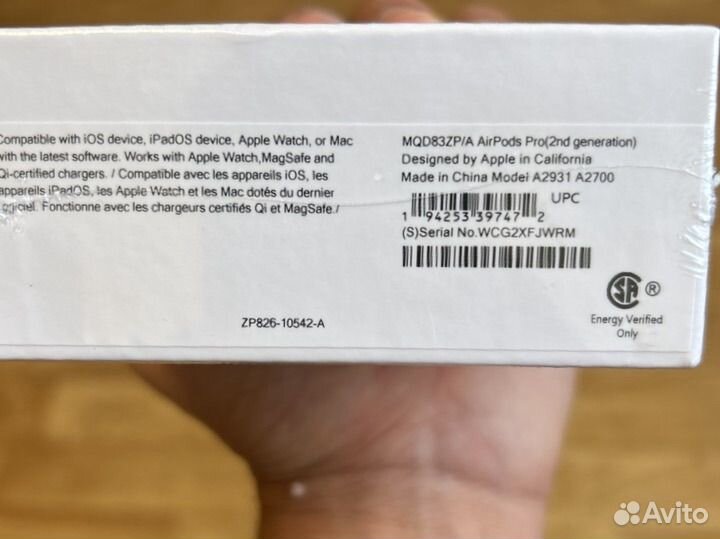 Compatible with iOS device, iPadOS device, Apple Watch, or Mac
with the latest software. Works with Apple Watch,MagSafe and
Qi-certified chargers. / Compatible avec les appareils iOS, les
appareils iPadOS, les Apple Watch et les Mac dotés du dernier
logiciel. Fonctionne avec les chargeurs certifiés Qi et MagSafe./
ZP826-10542-A
MQD83ZP/A AirPods Pro(2nd generation)
Designed by Apple in California
Made in China Model A2931 A2700
UPC
1 94253 39747 2
(S)Serial No.WCG2XFJWRM
SA ®
Energy Verified
Only
Avito